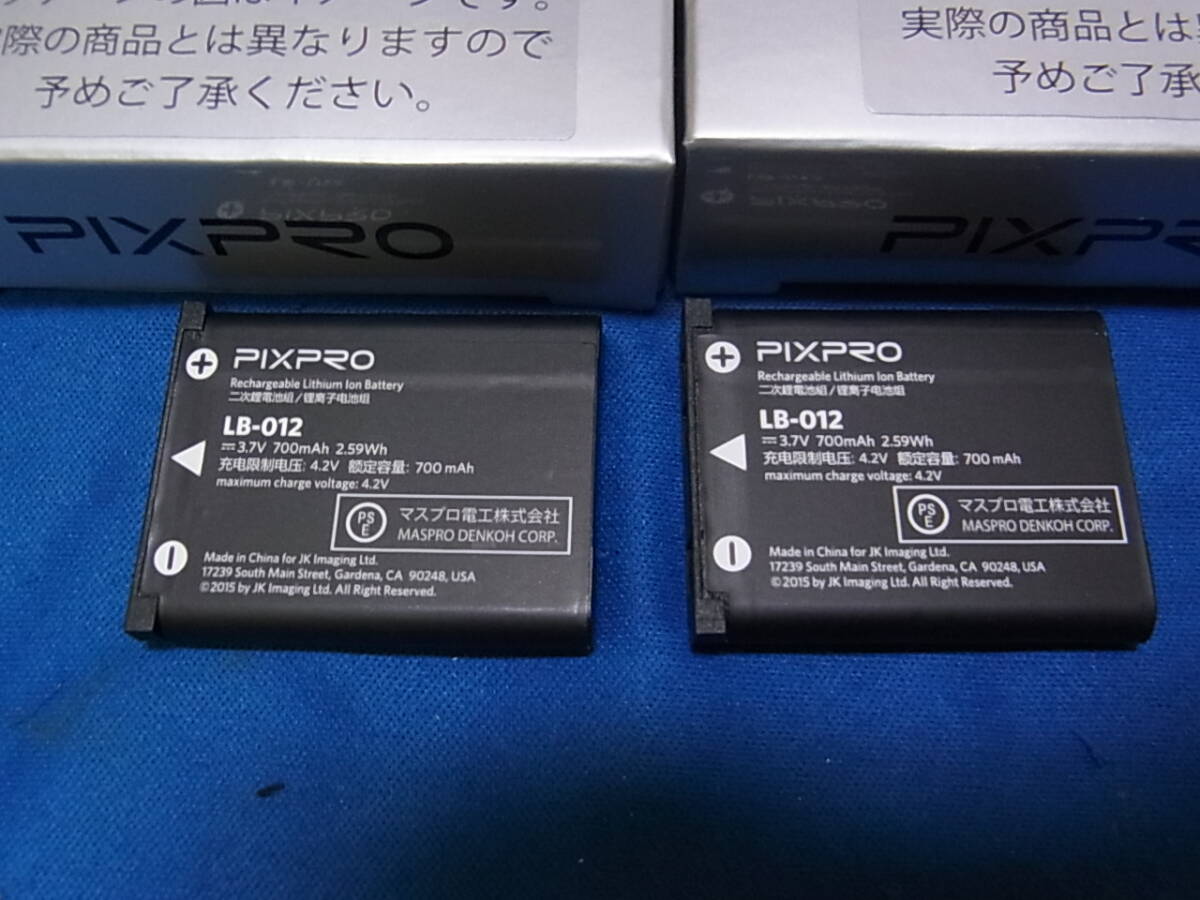 際の商品とは異なりますので
予めご了承ください。
実際の商品とは
予めご了承
PIXPRO
PIXPR
PIXPRO
Rechargeable Lithium Ion Battery
二次鋰電池組/锂离子电池组
LB-012
⎓3.7V 700mAh 2.59Wh
充电限制电压: 4.2V 额定容量: 700 mAh
maximum charge voltage: 4.2V
PS
E
マスプロ電工株式会社
MASPRO DENKOH CORP.
Made in China for JK Imaging Ltd.
17239 South Main Street, Gardena, CA 90248, USA
©2015 by JK Imaging Ltd. All Right Reserved.
PIXPRO
Rechargeable Lithium Ion Battery
二次鋰電池組/锂离子电池组
LB-012
⎓3.7V 700mAh 2.59Wh
充电限制电压: 4.2V 额定容量: 700 mAh
maximum charge voltage: 4.2V
PS
E
マスプロ電工株式会社
MASPRO DENKOH CORP.
Made in China for JK Imaging Ltd.
17239 South Main Street, Gardena, CA 90248, USA
©2015 by JK Imaging Ltd. All Right Reserved.